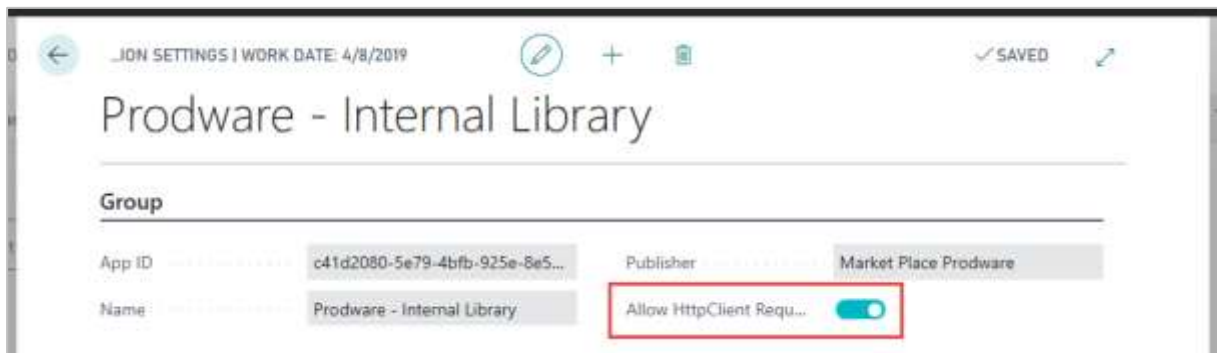 ...ION SETTINGS | WORK DATE: 4/8/2019
SAVED
Prodware - Internal Library
Group
App ID
c41d2080-5e79-4bfb-925e-8e5...
Publisher
Market Place Prodware
Name
Prodware - Internal Library
Allow HttpClient Requ...